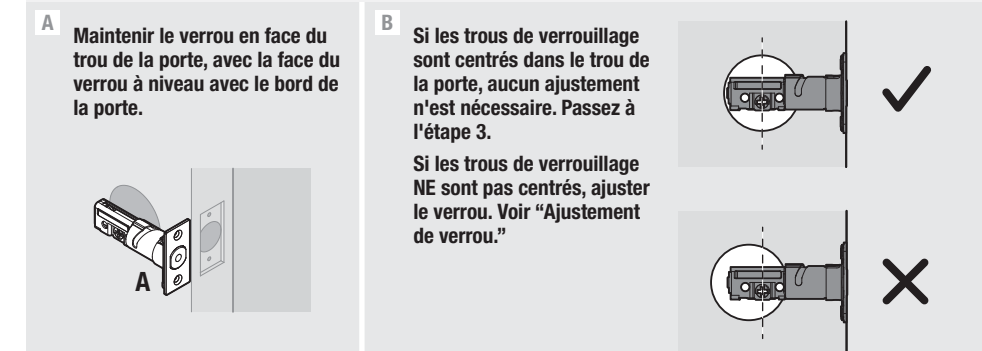 A
Maintenir le verrou en face du
trou de la porte, avec la face du
verrou à niveau avec le bord de
la porte.
A
B
Si les trous de verrouillage
sont centrés dans le trou de
la porte, aucun ajustement
n'est nécessaire. Passez à
l'étape 3.
Si les trous de verrouillage
NE sont pas centrés, ajuster
le verrou. Voir “Ajustement
de verrou.”